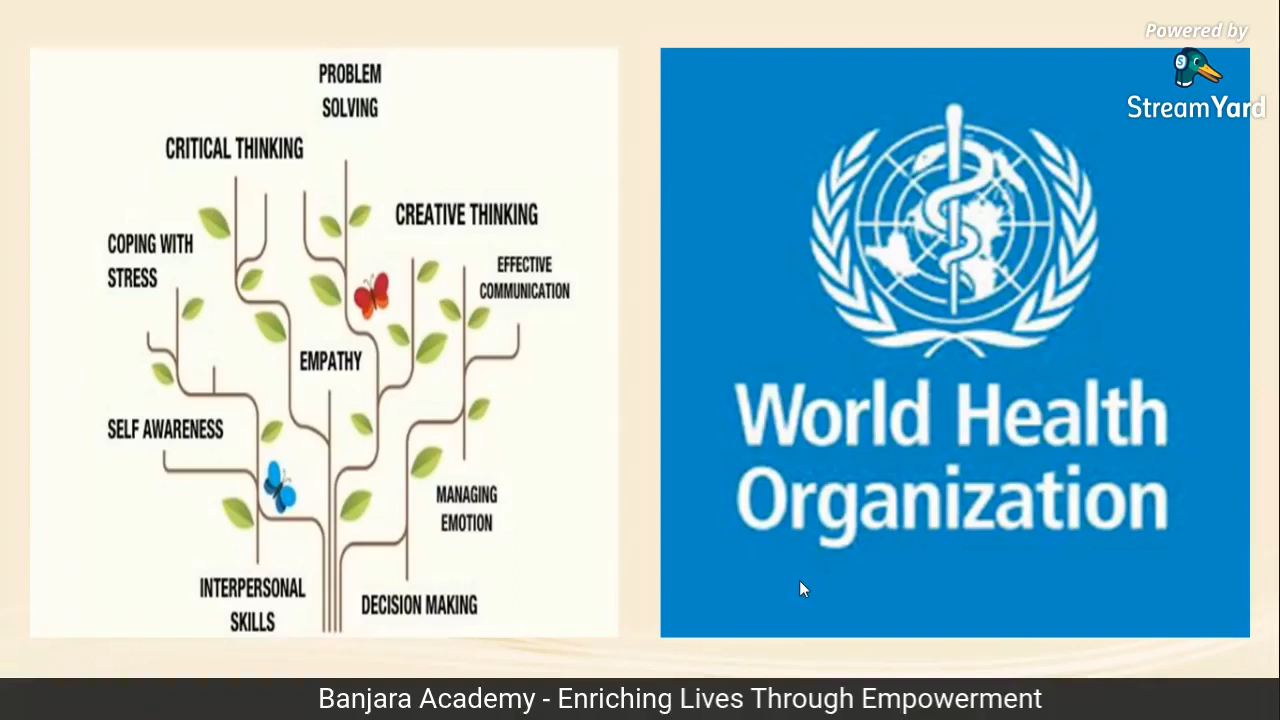 Powered by
StreamYard
PROBLEM
SOLVING
CRITICAL THINKING
CREATIVE THINKING
COPING WITH
STRESS
EFFECTIVE
COMMUNICATION
EMPATHY
SELF AWARENESS
MANAGING
EMOTION
INTERPERSONAL
SKILLS
DECISION MAKING
World Health
Organization
Banjara Academy - Enriching Lives Through Empowerment